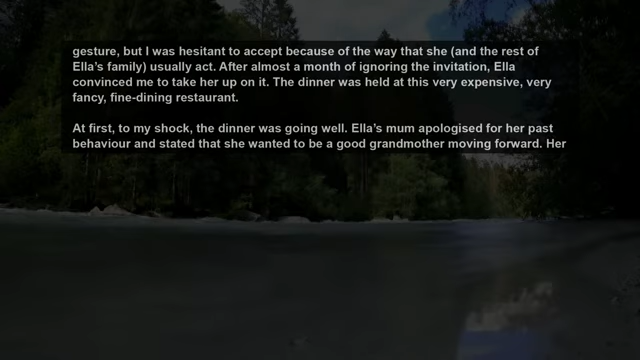 gesture, but I was hesitant to accept because of the way that she (and the rest of
Ella's family) usually act. After almost a month of ignoring the invitation, Ella
convinced me to take her up on it. The dinner was held at this very expensive, very
fancy, fine-dining restaurant.
At first, to my shock, the dinner was going well. Ella's mum apologised for her past
behaviour and stated that she wanted to be a good grandmother moving forward. Her